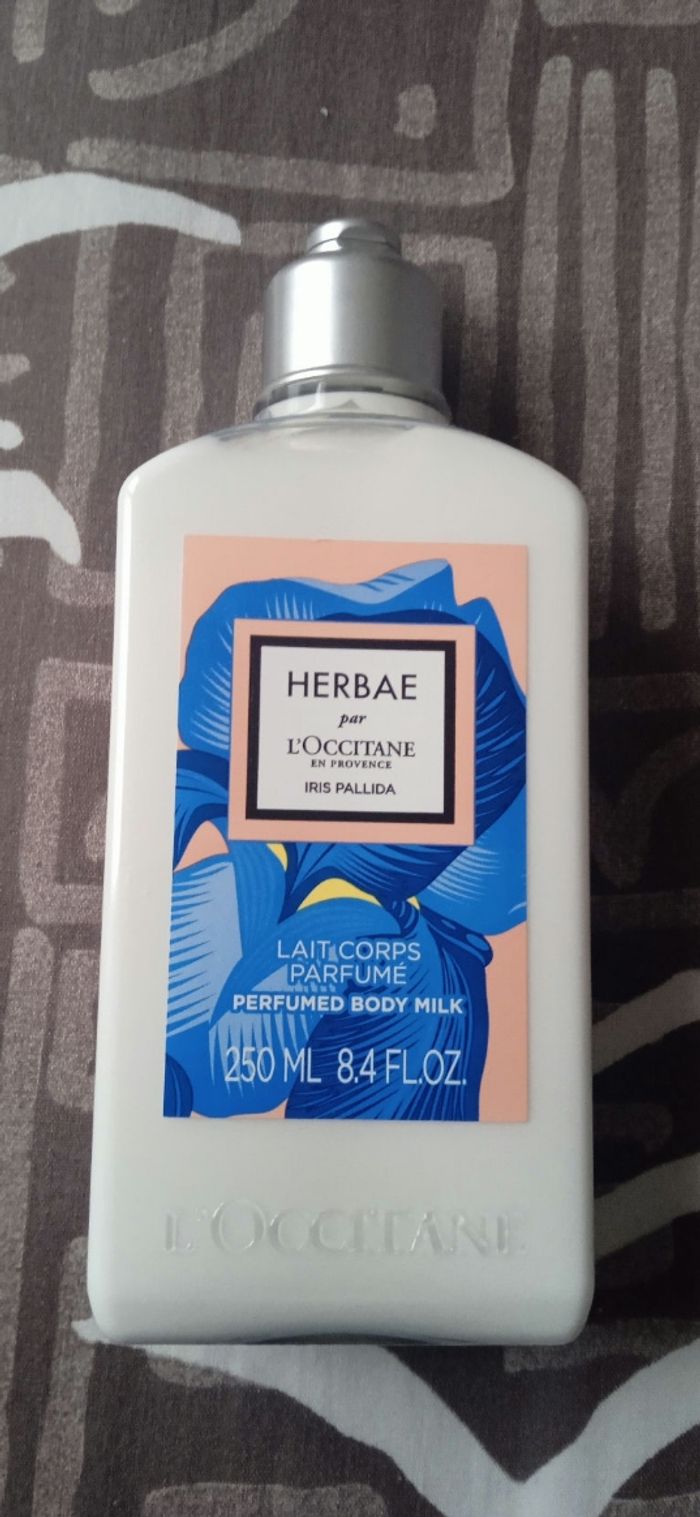 HERBAE
par
L'OCCITANE
EN PROVENCE
IRIS PALLIDA
LAIT CORPS
PARFUMÉ
PERFUMED BODY MILK
250 ML 8.4 FL.OZ.
L'OCCITANE